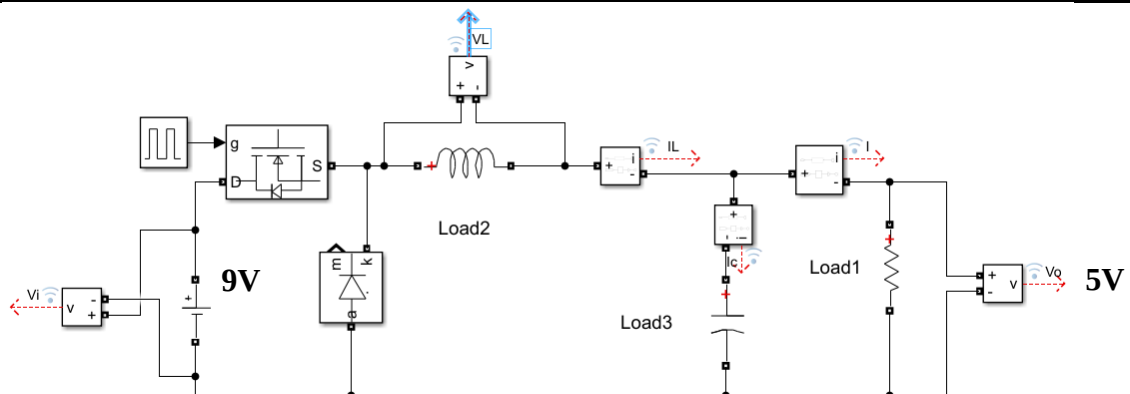 VL
v
+ -
g
S
D
i
+
-
IL
i
+
-
I
Load2
m
k
a
+
-
Ic
+
Load1
+
Vi
v
-
+
+
9V
Load3
+
-
v
Vo
5V